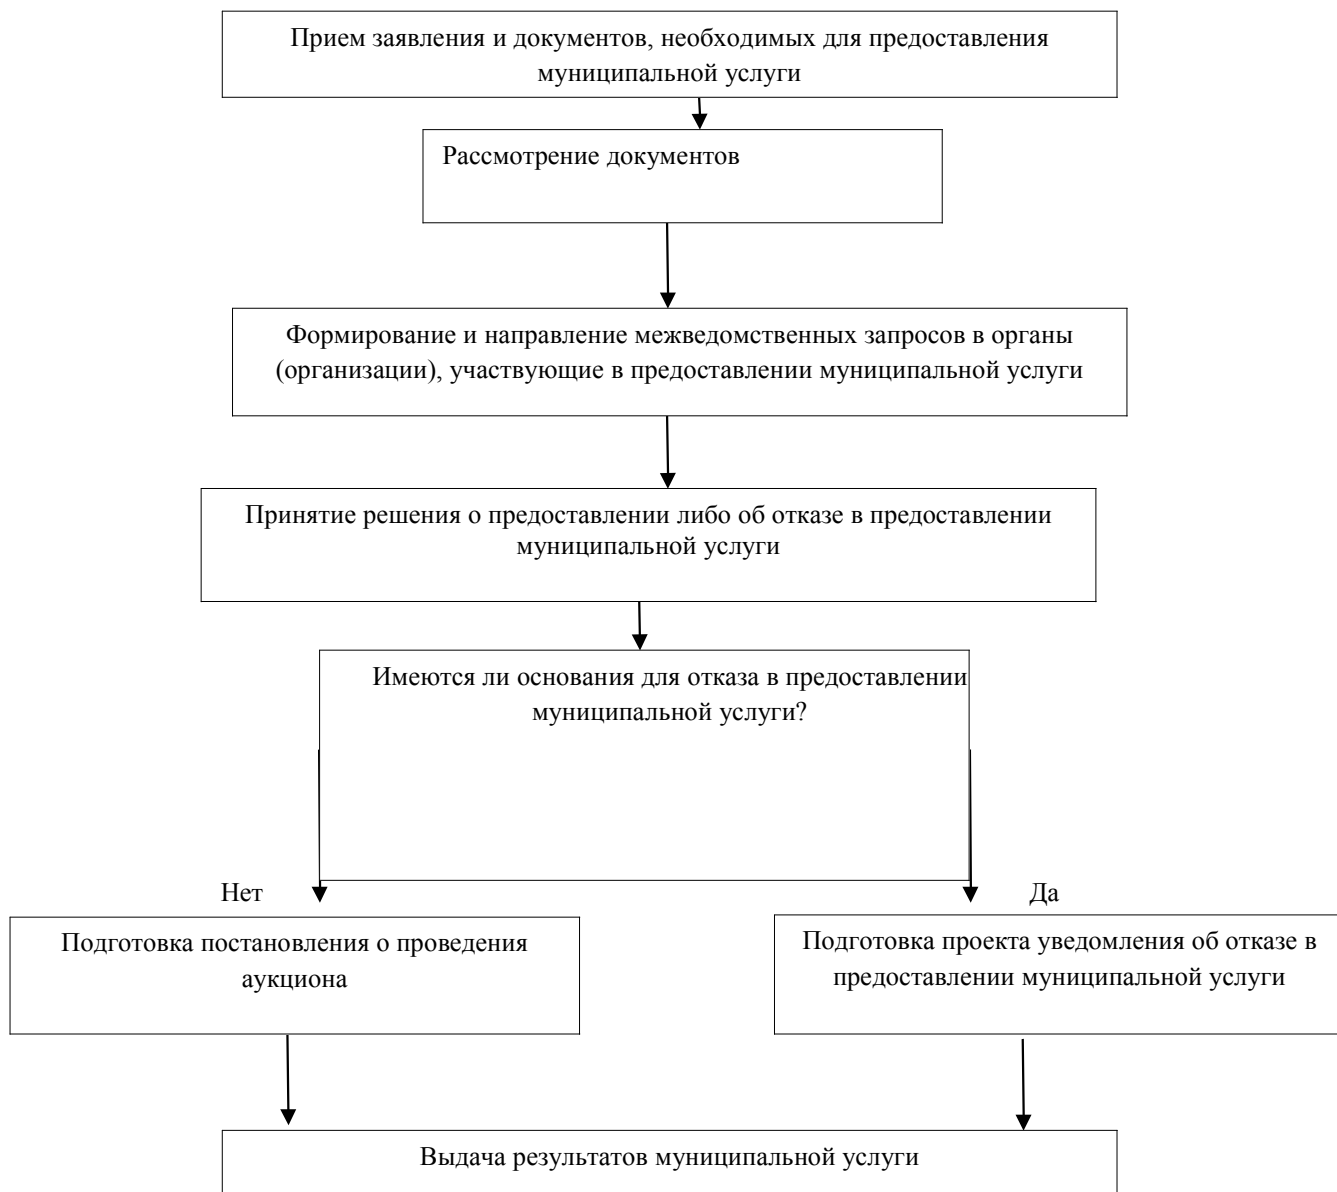 Прием заявления и документов, необходимых для предоставления
муниципальной услуги
Рассмотрение документов
Формирование и направление межведомственных запросов в органы
(организации), участвующие в предоставлении муниципальной услуги
Принятие решения о предоставлении либо об отказе в предоставлении
муниципальной услуги
Имеются ли основания для отказа в предоставлении
муниципальной услуги?
Нет
Да
Подготовка постановления о проведения
аукциона
Подготовка проекта уведомления об отказе в
предоставлении муниципальной услуги
Выдача результатов муниципальной услуги